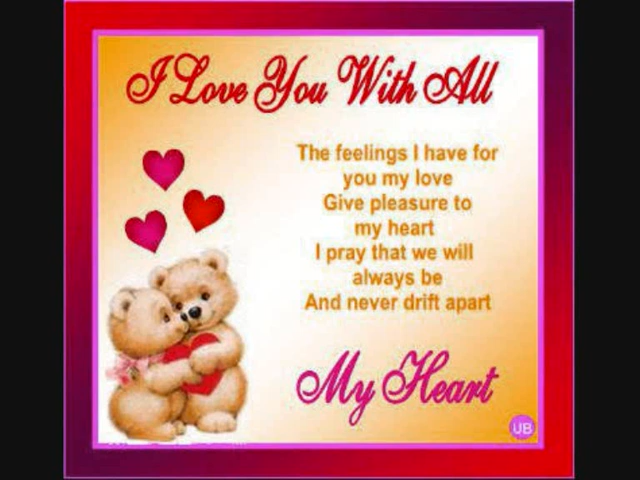 I Love You With All
The feelings I have for
you my love
Give pleasure to
my heart
I pray that we will
always be
And never drift apart
My Heart
UB